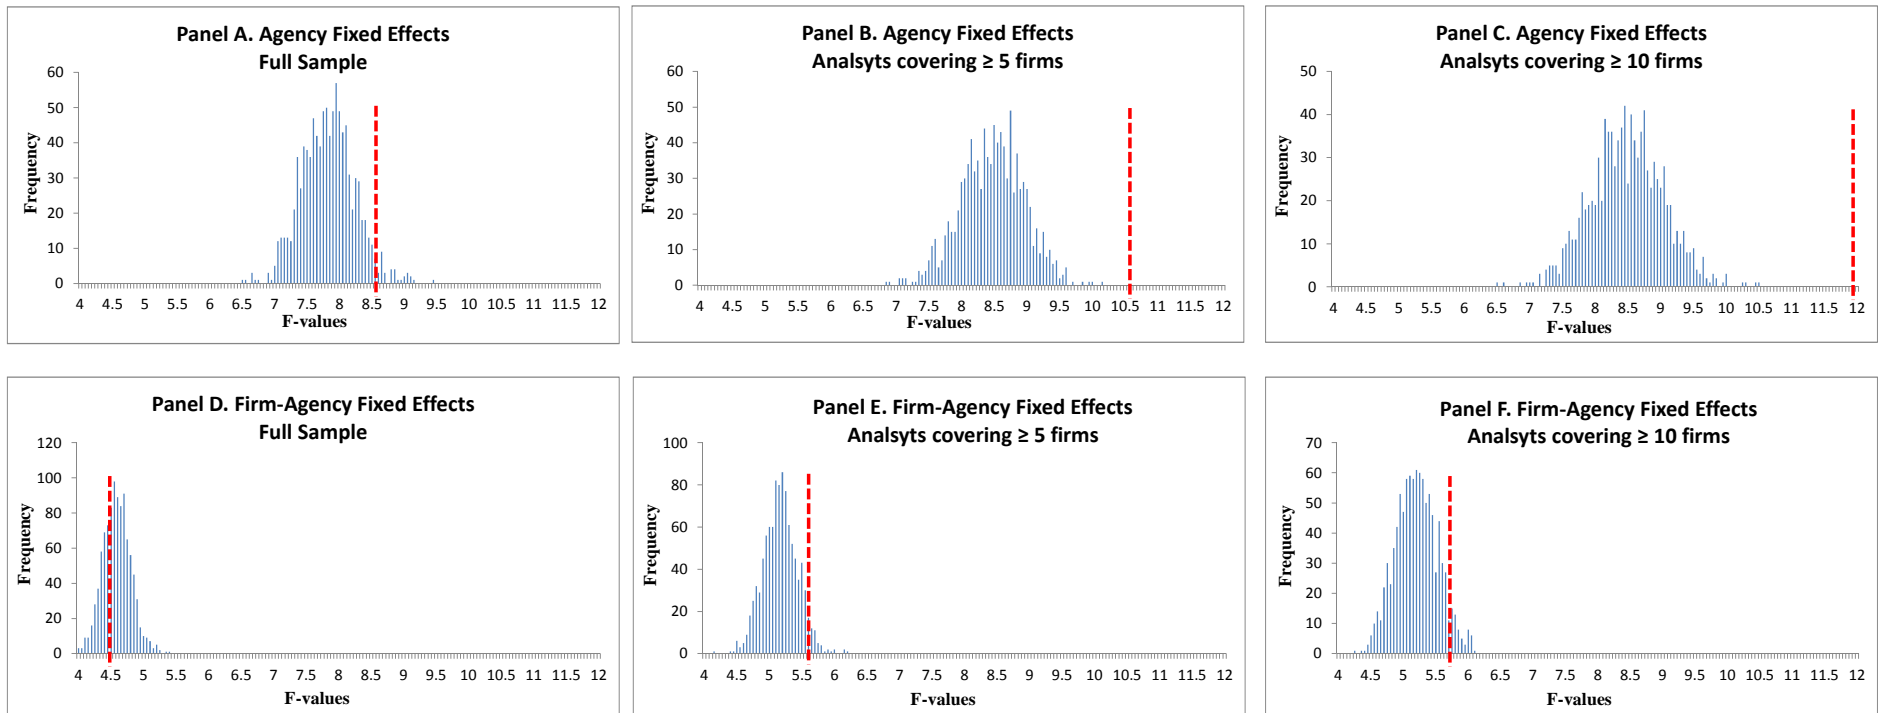 Panel A. Agency Fixed Effects
Full Sample
60
50
40
30
20
10
0
Frequency
4 4.5 5 5.5 6 6.5 7 7.5 8 8.5 9 9.5 10 10.5 11 11.5 12
F-values
Panel B. Agency Fixed Effects
Analsyts covering ≥ 5 firms
60
50
40
30
20
10
0
Frequency
4 4.5 5 5.5 6 6.5 7 7.5 8 8.5 9 9.5 10 10.5 11 11.5 12
F-values
Panel C. Agency Fixed Effects
Analsyts covering ≥ 10 firms
50
40
30
20
10
0
Frequency
4 4.5 5 5.5 6 6.5 7 7.5 8 8.5 9 9.5 10 10.5 11 11.5 12
F-values
Panel D. Firm-Agency Fixed Effects
Full Sample
120
100
80
60
40
20
0
Frequency
4 4.5 5 5.5 6 6.5 7 7.5 8 8.5 9 9.5 10 10.5 11 11.5 12
F-values
Panel E. Firm-Agency Fixed Effects
Analsyts covering ≥ 5 firms
100
80
60
40
20
0
Frequency
4 4.5 5 5.5 6 6.5 7 7.5 8 8.5 9 9.5 10 10.5 11 11.5 12
F-values
Panel F. Firm-Agency Fixed Effects
Analsyts covering ≥ 10 firms
70
60
50
40
30
20
10
0
Frequency
4 4.5 5 5.5 6 6.5 7 7.5 8 8.5 9 9.5 10 10.5 11 11.5 12
F-values